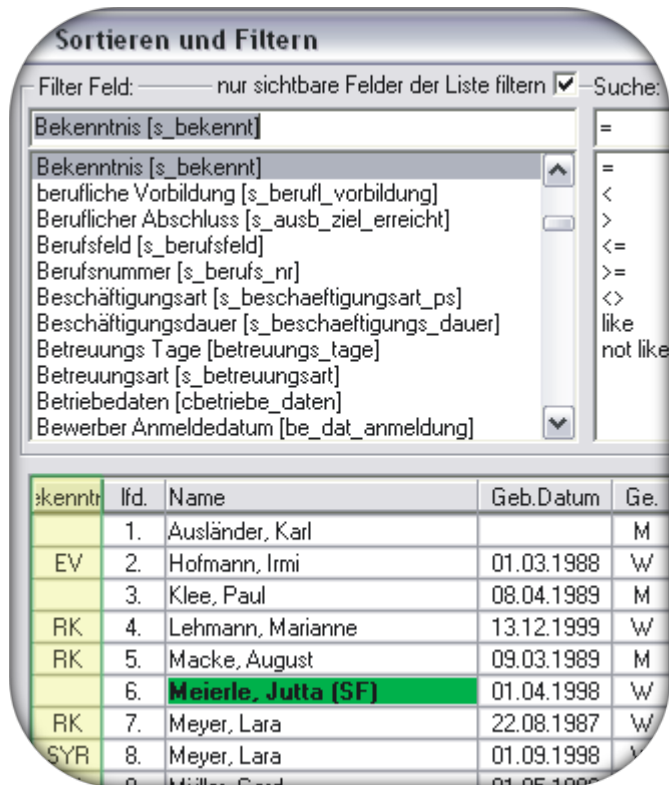 Sortieren und Filtern
Filter Feld: nur sichtbare Felder der Liste filtern Suche:
Bekenntnis [s_bekennt] =
Bekenntnis [s_bekennt] =
berufliche Vorbildung [s_berufl_vorbildung] <
Beruflicher Abschluss [s_ausb_ziel_erreicht] >
Berufsfeld [s_berufsfeld] <=
Berufsnummer [s_berufs_nr] >=
Beschäftigungsart [s_beschaeftigungsart_ps] <>
Beschäftigungsdauer [s_beschaeftigungs_dauer] like
Betreuungs Tage [betreuungs_tage] not like
Betreuungsart [s_betreuungsart]
Betriebedaten [cbetriebe_daten]
Bewerber Anmeldedatum [be_dat_anmeldung]
ekenntr lfd. Name Geb.Datum Ge.
1. Ausländer, Karl M
EV 2. Hofmann, Irmi 01.03.1988 W
3. Klee, Paul 08.04.1989 M
RK 4. Lehmann, Marianne 13.12.1999 W
RK 5. Macke, August 09.03.1989 M
6. Meierle, Jutta (SF) 01.04.1998 W
RK 7. Meyer, Lara 22.08.1987 W
SYR 8. Meyer, Lara 01.09.1998